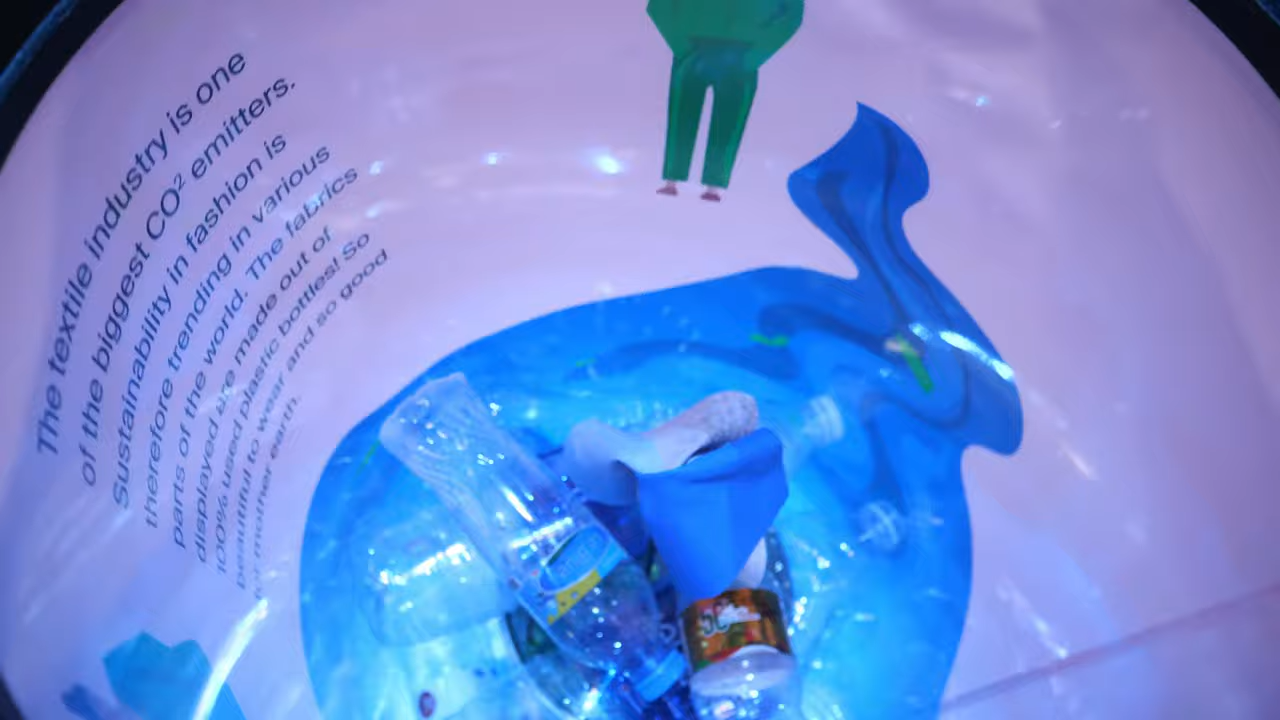 The textile industry is one
of the biggest CO² emitters.
Sustainability in fashion is
therefore trending in various
parts of the world. The fabrics
displayed are made out of
100% used plastic bottles! So
beautiful to wear and so good
for mother earth.